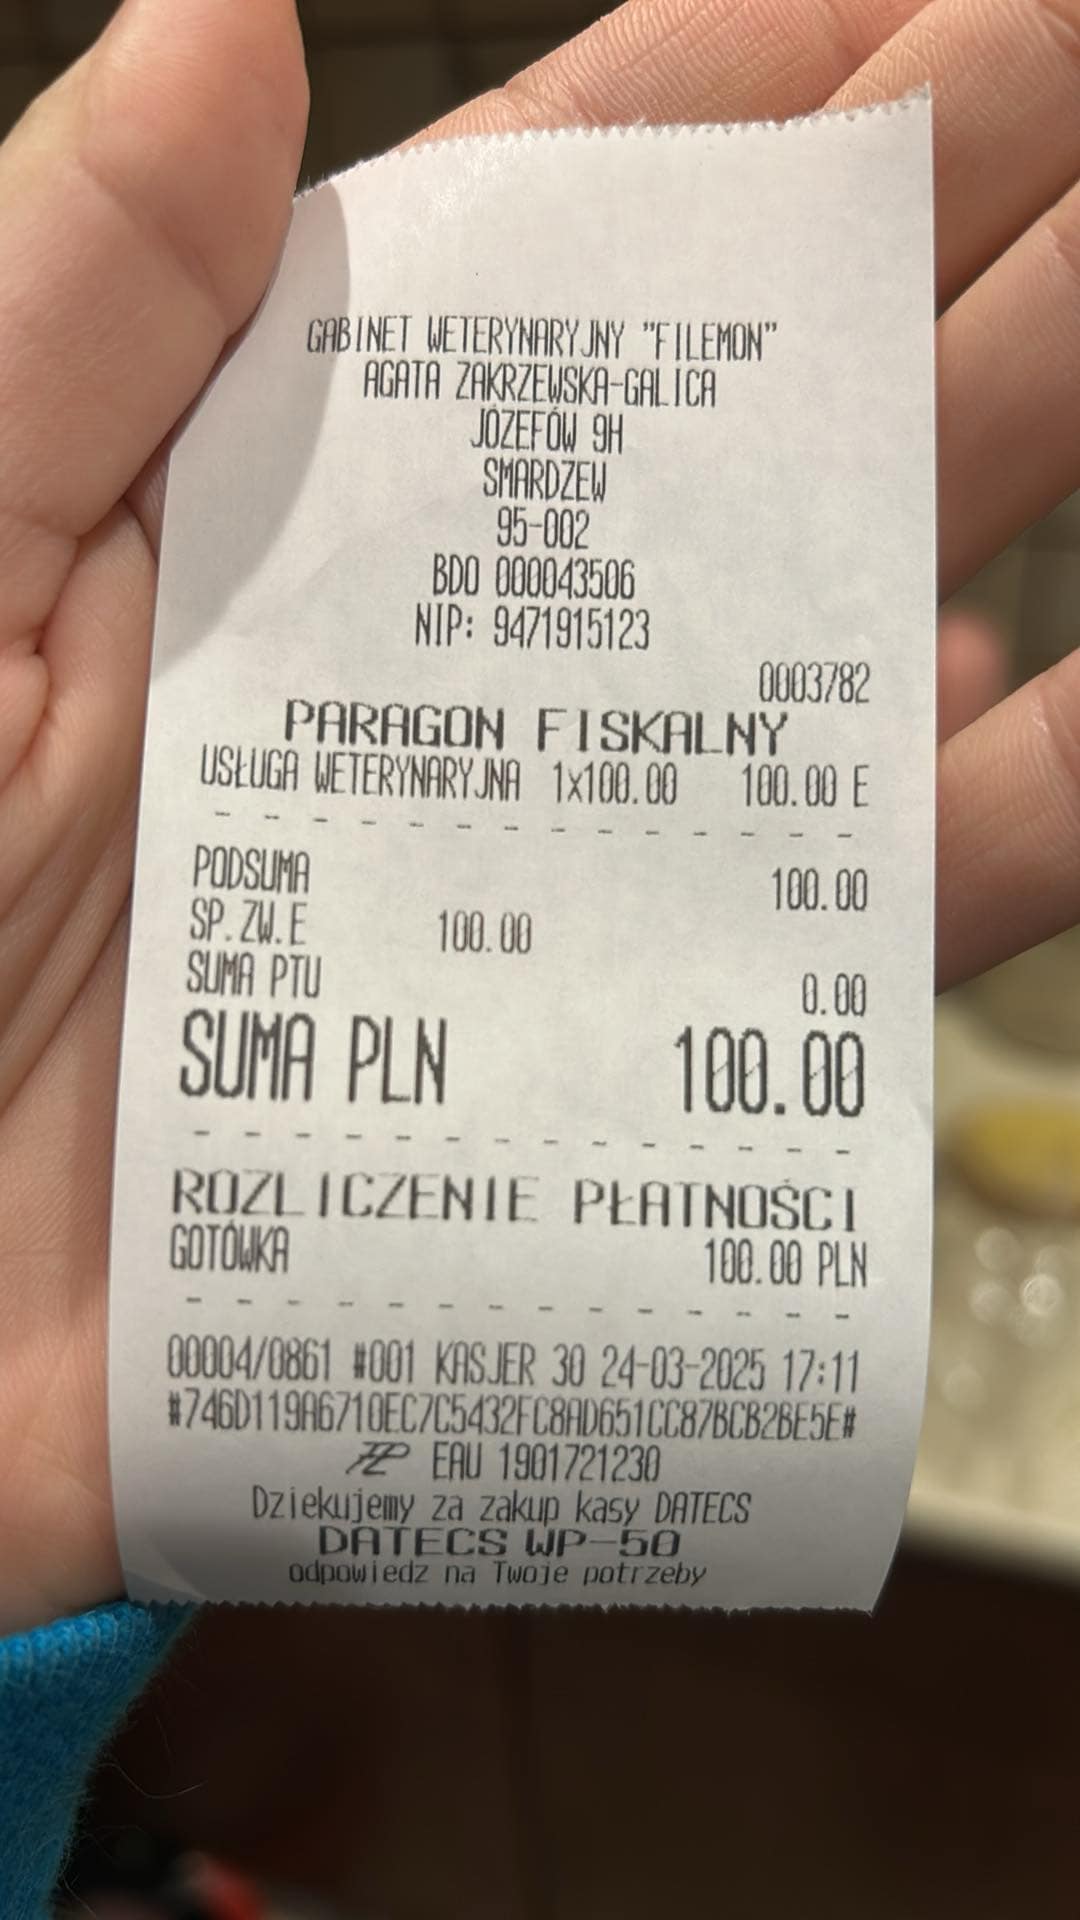 GABINET WETERYNARYJNY "FILEMON"
AGATA ZAKRZEWSKA-GALICA
JÓZEFÓW 9H
SMARDZEW
95-002
BDO 000043506
NIP: 9471915123
0003782
PARAGON FISKALNY
USŁUGA WETERYNARYJNA 1x100.00 100.00 E
PODSUMA 100.00
SP.ZW.E 100.00
SUMA PTU 0.00
SUMA PLN 100.00
ROZLICZENIE PŁATNOŚCI
GOTÓWKA 100.00 PLN
00004/0861 #001 KASJER 30 24-03-2025 17:11
#746D119A6710EC7C5432FC8AD651CC87BCB2BE5E#
EAU 1901721230
Dziekujemy za zakup kasy DATECS
DATECS WP-50
odpowiedz na Twoje potrzeby